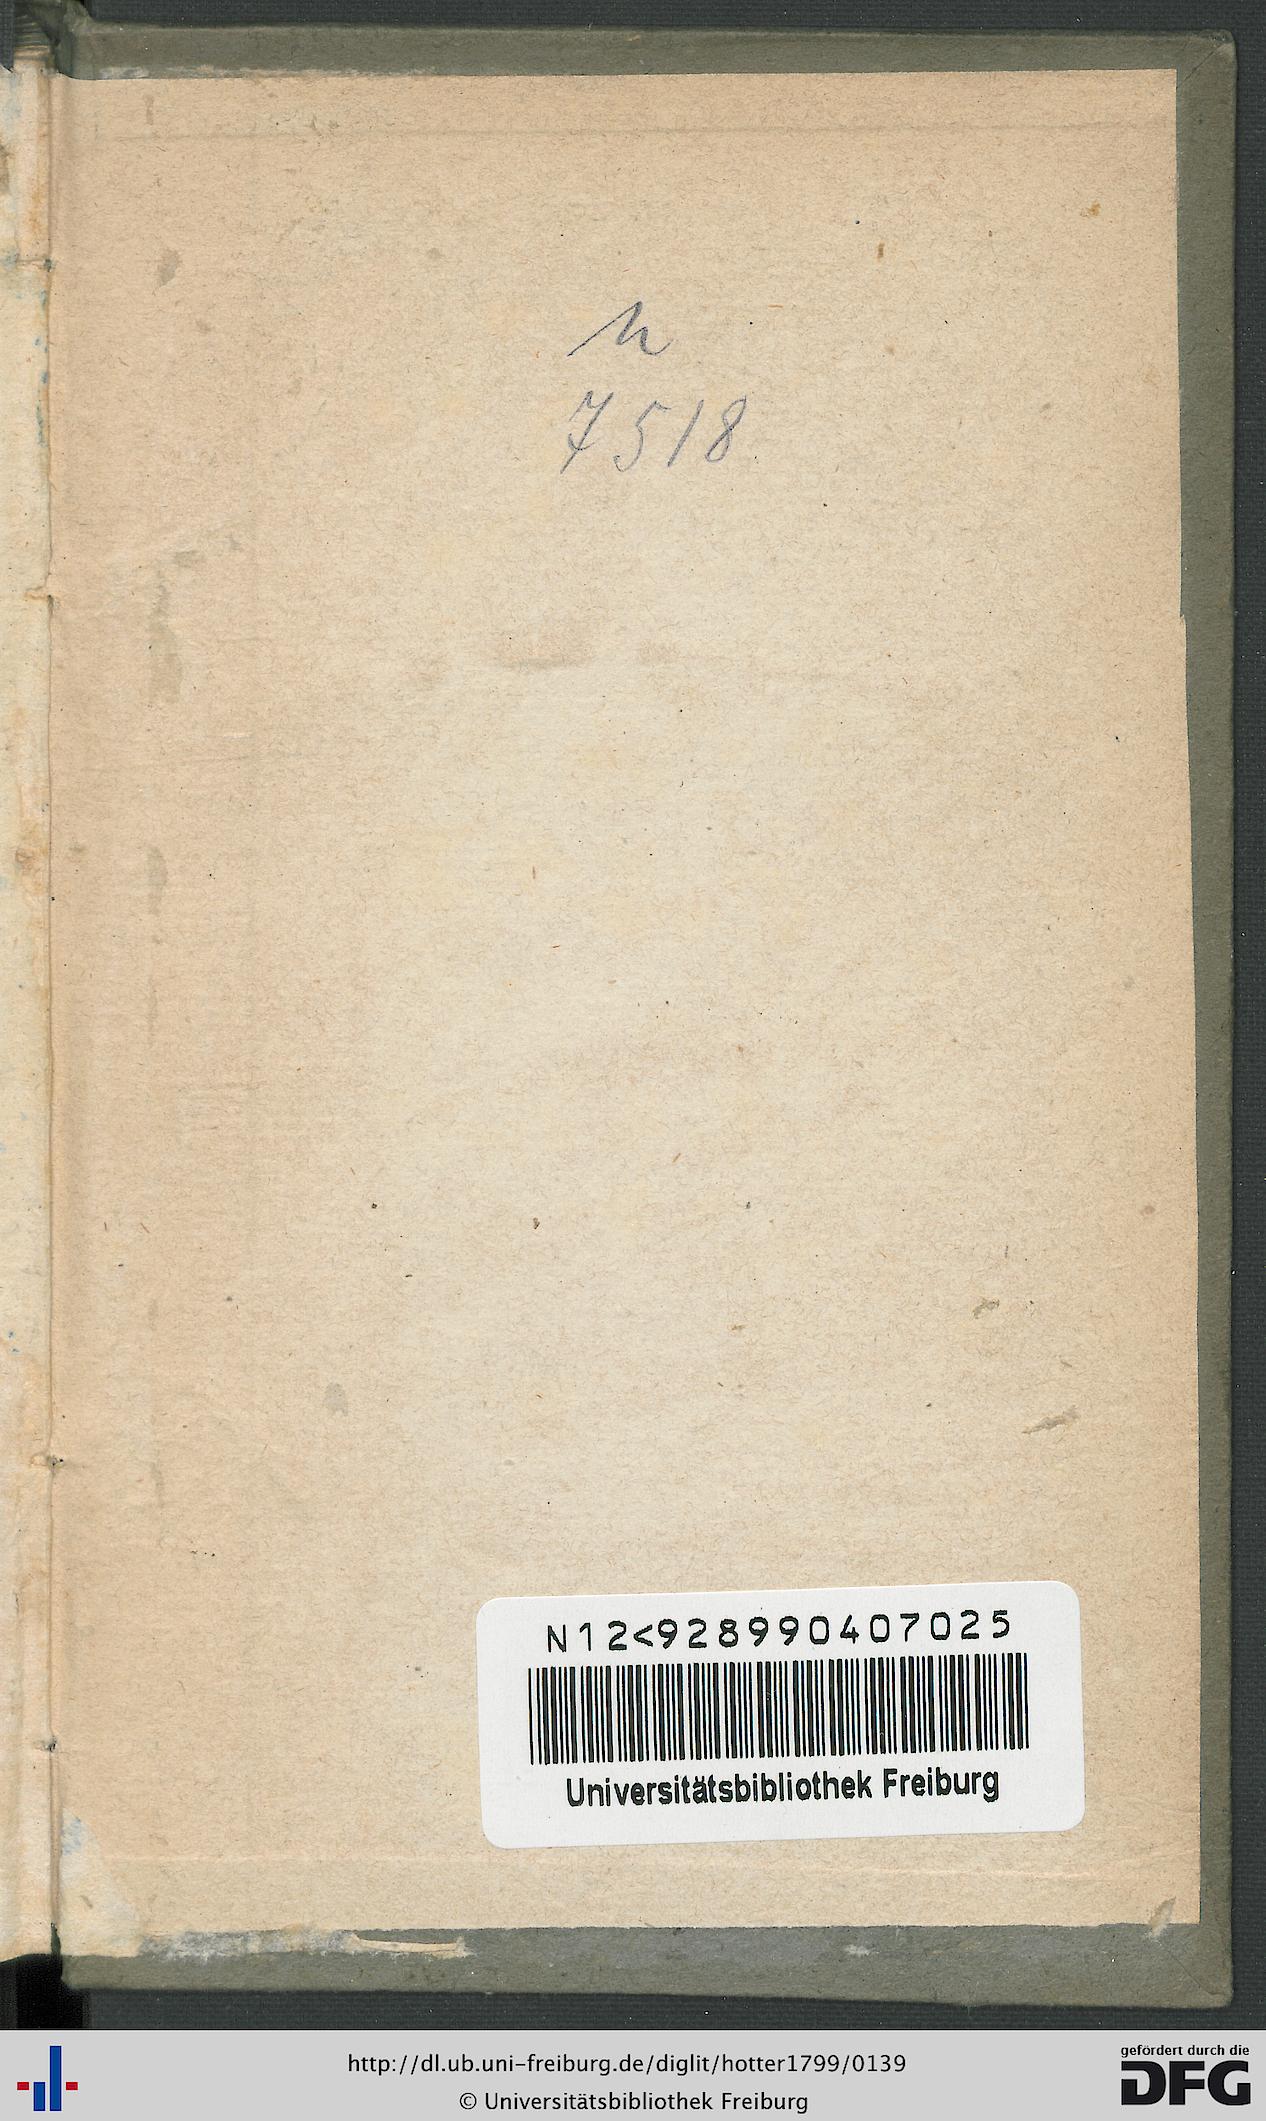 n
7518
N12<928990407025
Universitätsbibliothek Freiburg
http://dl.ub.uni-freiburg.de/diglit/hotter1799/0139
© Universitätsbibliothek Freiburg
gefördert durch die
DFG